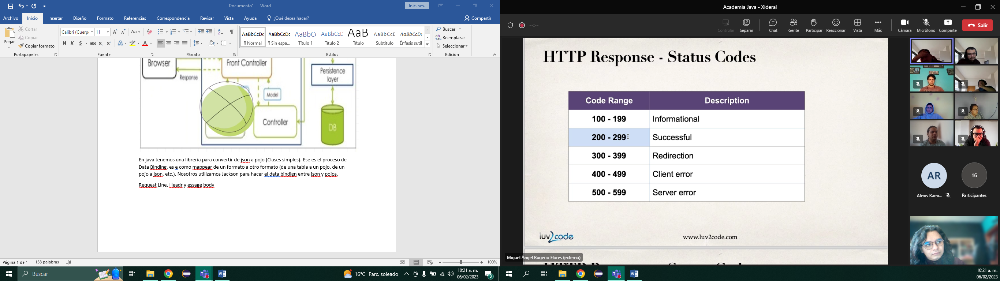 Documento1 - Word
Inic. ses.
Archivo
Inicio
Insertar
Diseño
Formato
Referencias
Correspondencia
Revisar
Vista
Ayuda
¿Qué desea hacer?
Compartir
Pegar
Cortar
Copiar
Copiar formato
Portapapeles
Calibri (Cuerpo
11
Aa
N K S abc x₂ x²
Fuente
Párrafo
AaBbCcDc
¶ Normal
AaBbCcDc
¶ Sin espa...
AaBbCc
Título 1
AaBbCcC
Título 2
AaB
Título
AaBbCcD
Subtítulo
AaBbCcDc
Énfasis sutil
Estilos
Buscar
Reemplazar
Seleccionar
Edición
Browser
Response
Front Controller
Model
Controller
Persistence
layer
DB
En java tenemos una librería para convertir de json a pojo (Clases simples). Ese es el proceso de
Data Binding, es e como mappear de un formato a otro formato (de una tabla a un pojo, de un
pojo a json, etc.). Nosotros utilizamos Jackson para hacer el data bindign entre json y pojos.
Request Line, Headr y essage body
Página 1 de 1
158 palabras
100%
Buscar
16°C Parc. soleado
10:21 a. m.
06/02/2023
3
Academia Java - Xideral
--:--
Controlar
Separar
Chat
Gente
Participar
Reaccionar
Vista
Más
Cámara
Micrófono
Comparte
Salir
HTTP Response - Status Codes
Code Range
Description
100 - 199
Informational
200 - 299
Successful
300 - 399
Redirection
400 - 499
Client error
500 - 599
Server error
luv2code
www.luv2code.com
Miguel Ángel Rugerio Flores (externo)
AR
Alexis Rami...
16
Participantes
10:21 a. m.
06/02/2023